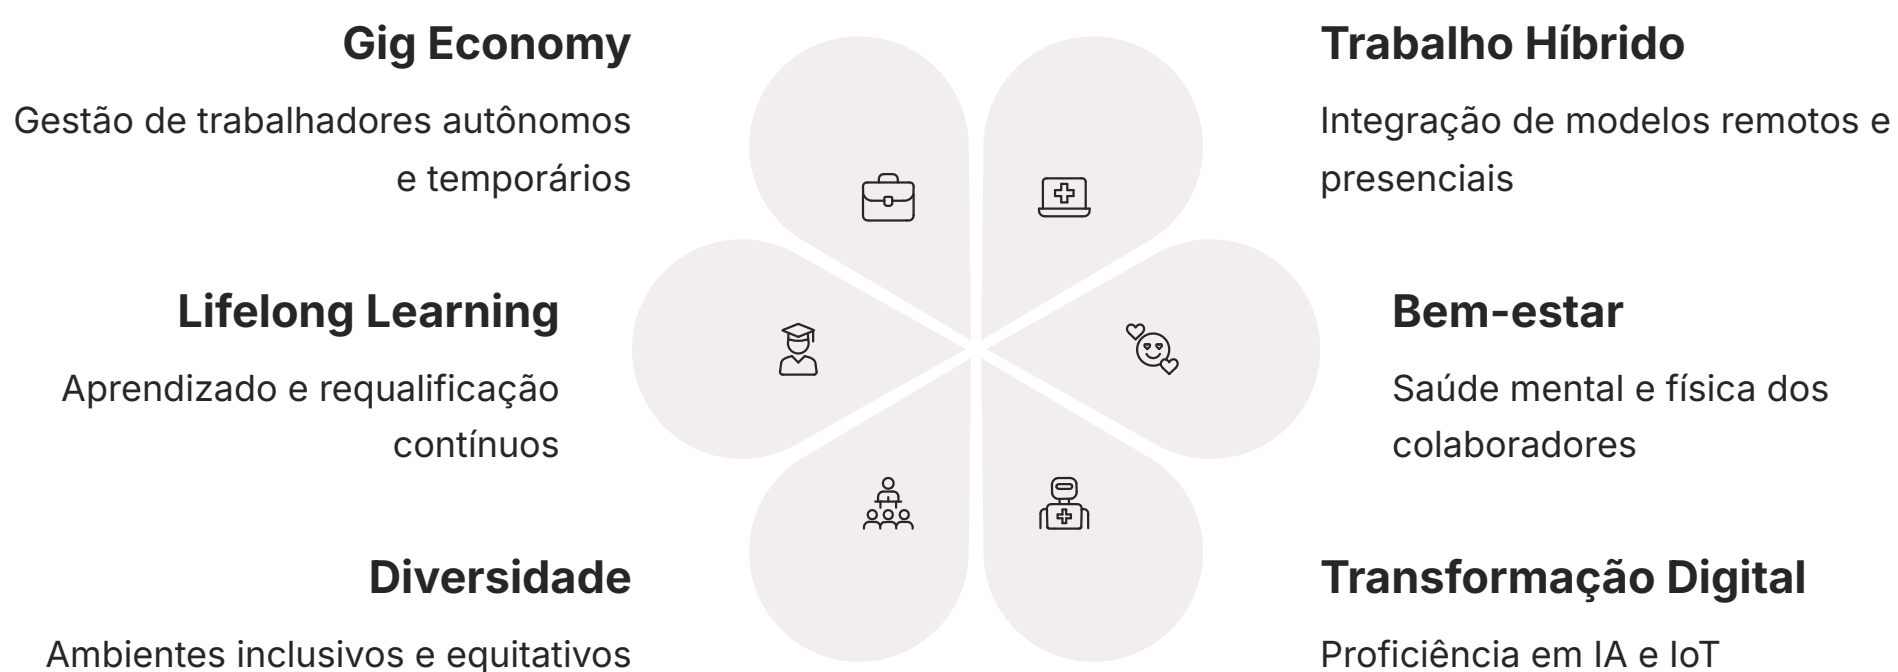 Gig Economy
Gestão de trabalhadores autônomos
e temporários
Trabalho Híbrido
Integração de modelos remotos e
presenciais
Lifelong Learning
Aprendizado e requalificação
contínuos
Bem-estar
Saúde mental e física dos
colaboradores
Diversidade
Ambientes inclusivos e equitativos
Transformação Digital
Proficiência em IA e IoT